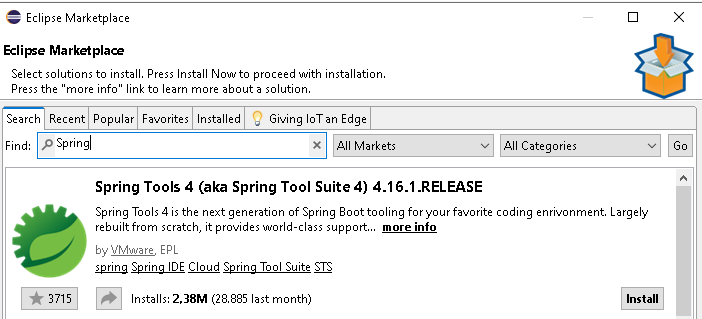 Eclipse Marketplace
Eclipse Marketplace
Select solutions to install. Press Install Now to proceed with installation.
Press the "more info" link to learn more about a solution.
Search Recent Popular Favorites Installed Giving IoT an Edge
Find: Spring All Markets All Categories Go
Spring Tools 4 (aka Spring Tool Suite 4) 4.16.1.RELEASE
Spring Tools 4 is the next generation of Spring Boot tooling for your favorite coding enrivonment. Largely
rebuilt from scratch, it provides world-class support... more info
by VMware, EPL
spring Spring IDE Cloud Spring Tool Suite STS
3715 Installs: 2,38M (28.885 last month) Install